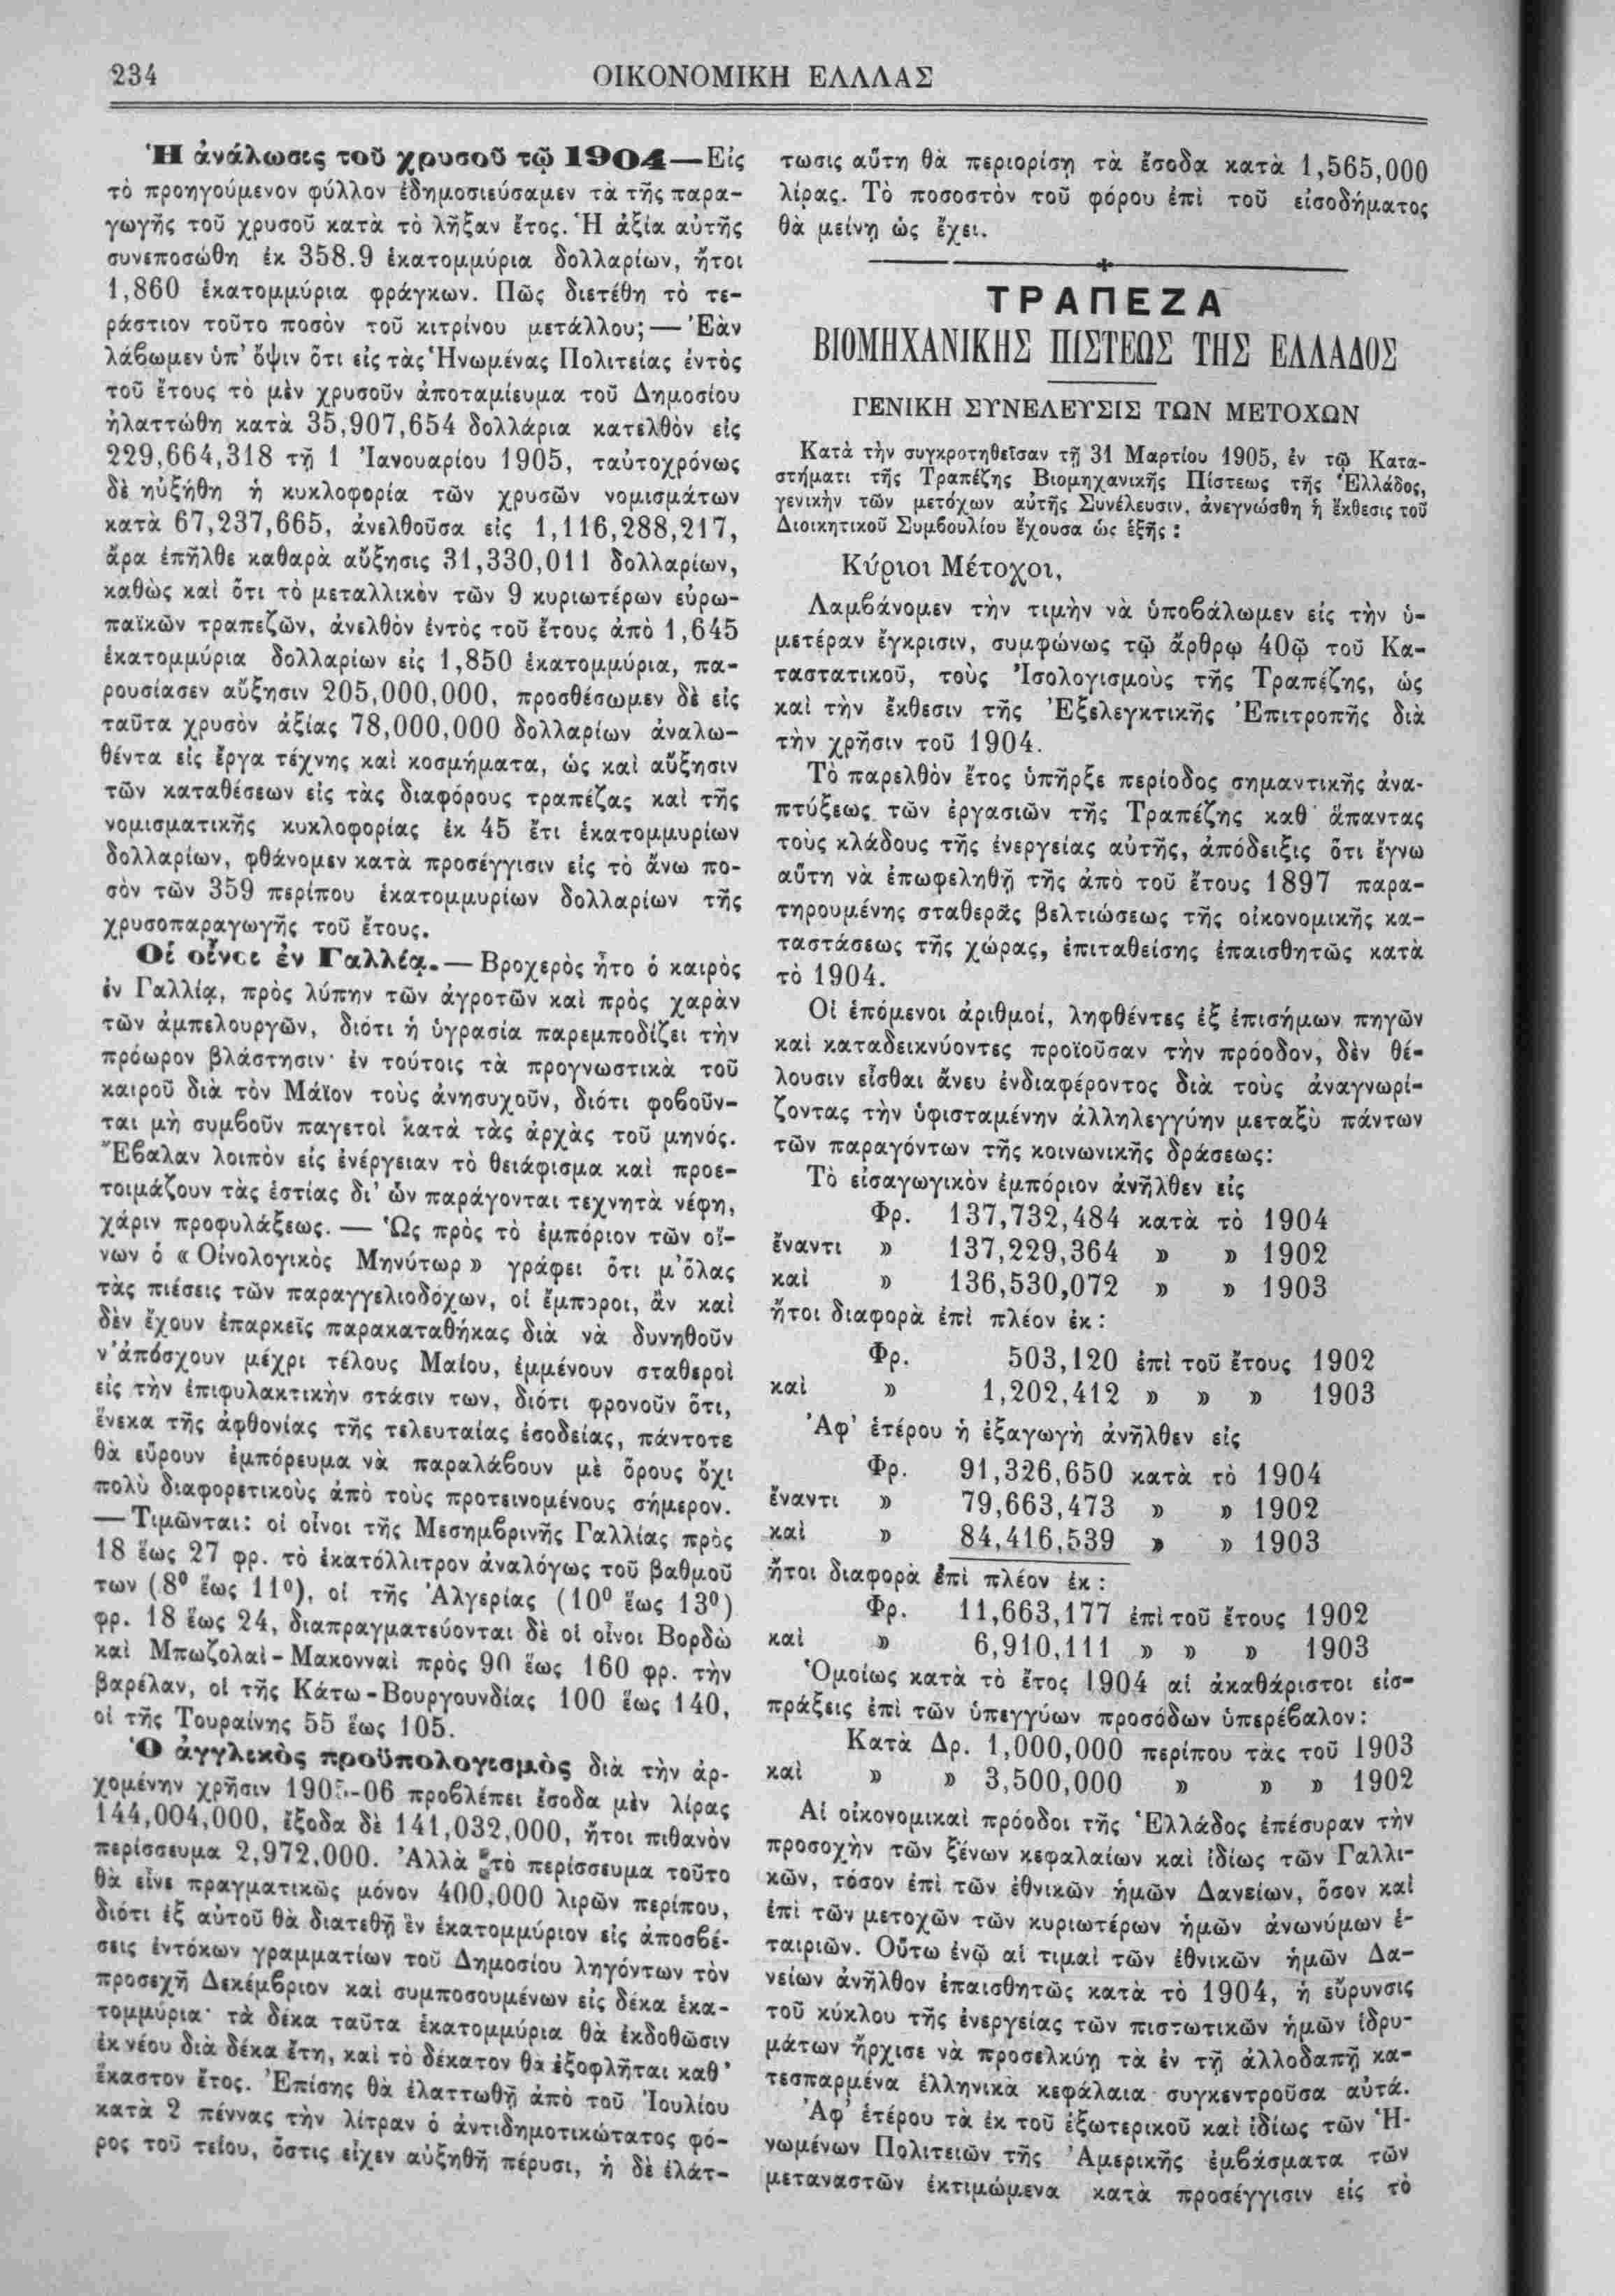 234
ΟΙΚΟΝΟΜΙΚΗ ΕΛΛΑΣ
Ἡ ἀνάλωσις τοῦ χρυσοῦ τῷ 1904—Εἰς
τὸ προηγούμενον φύλλον ἐδημοσιεύσαμεν τὰ τῆς παρα-
γωγῆς τοῦ χρυσοῦ κατὰ τὸ λῆξαν ἔτος. Ἡ ἀξία αὐτῆς
συνεποσώθη ἐκ 358.9 ἑκατομμύρια δολλαρίων, ἤτοι
1,860 ἑκατομμύρια φράγκων. Πῶς διετέθη τὸ τε-
ράστιον τοῦτο ποσὸν τοῦ κιτρίνου μετάλλου;—Ἐὰν
λάβωμεν ὑπ' ὄψιν ὅτι εἰς τὰς Ἡνωμένας Πολιτείας ἐντὸς
τοῦ ἔτους τὸ μὲν χρυσοῦν ἀποταμίευμα τοῦ Δημοσίου
ἠλαττώθη κατὰ 35,907,654 δολλάρια κατελθὸν εἰς
229,664,318 τῇ 1 Ἰανουαρίου 1905, ταὐτοχρόνως
δὲ ηὐξήθη ἡ κυκλοφορία τῶν χρυσῶν νομισμάτων
κατὰ 67,237,665, ἀνελθοῦσα εἰς 1,116,288,217,
ἄρα ἐπῆλθε καθαρὰ αὔξησις 31,330,011 δολλαρίων,
καθὼς καὶ ὅτι τὸ μεταλλικὸν τῶν 9 κυριωτέρων εὐρω-
παϊκῶν τραπεζῶν, ἀνελθὸν ἐντὸς τοῦ ἔτους ἀπὸ 1,645
ἑκατομμύρια δολλαρίων εἰς 1,850 ἑκατομμύρια, πα-
ρουσίασεν αὔξησιν 205,000,000, προσθέσωμεν δὲ εἰς
ταῦτα χρυσὸν ἀξίας 78,000,000 δολλαρίων ἀναλω-
θέντα εἰς ἔργα τέχνης καὶ κοσμήματα, ὡς καὶ αὔξησιν
τῶν καταθέσεων εἰς τὰς διαφόρους τραπέζας καὶ τῆς
νομισματικῆς κυκλοφορίας ἐκ 45 ἔτι ἑκατομμυρίων
δολλαρίων, φθάνομεν κατὰ προσέγγισιν εἰς τὸ ἄνω πο-
σὸν τῶν 359 περίπου ἑκατομμυρίων δολλαρίων τῆς
χρυσοπαραγωγῆς τοῦ ἔτους.
Οἱ οἶνοι ἐν Γαλλίᾳ.—Βροχερὸς ἦτο ὁ καιρὸς
ἐν Γαλλίᾳ, πρὸς λύπην τῶν ἀγροτῶν καὶ πρὸς χαρὰν
τῶν ἀμπελουργῶν, διότι ἡ ὑγρασία παρεμποδίζει τὴν
πρόωρον βλάστησιν· ἐν τούτοις τὰ προγνωστικὰ τοῦ
καιροῦ διὰ τὸν Μάϊον τοὺς ἀνησυχοῦν, διότι φοβοῦν-
ται μὴ συμβοῦν παγετοὶ κατὰ τὰς ἀρχὰς τοῦ μηνός.
Ἔβαλαν λοιπὸν εἰς ἐνέργειαν τὸ θειάφισμα καὶ προε-
τοιμάζουν τὰς ἑστίας δι' ὧν παράγονται τεχνητὰ νέφη,
χάριν προφυλάξεως. — Ὡς πρὸς τὸ ἐμπόριον τῶν οἴ-
νων ὁ «Οἰνολογικὸς Μηνύτωρ» γράφει ὅτι μ' ὅλας
τὰς πιέσεις τῶν παραγγελιοδόχων, οἱ ἔμποροι, ἂν καὶ
δὲν ἔχουν ἐπαρκεῖς παρακαταθήκας διὰ νὰ δυνηθοῦν
ν' ἀπόσχουν μέχρι τέλους Μαΐου, ἐμμένουν σταθεροὶ
εἰς τὴν ἐπιφυλακτικὴν στάσιν των, διότι φρονοῦν ὅτι,
ἕνεκα τῆς ἀφθονίας τῆς τελευταίας ἐσοδείας, πάντοτε
θὰ εὕρουν ἐμπόρευμα νὰ παραλάβουν μὲ ὅρους ὄχι
πολὺ διαφορετικοὺς ἀπὸ τοὺς προτεινομένους σήμερον.
—Τιμῶνται: οἱ οἶνοι τῆς Μεσημβρινῆς Γαλλίας πρὸς
18 ἕως 27 φρ. τὸ ἑκατόλλιτρον ἀναλόγως τοῦ βαθμοῦ
των (8⁰ ἕως 11⁰), οἱ τῆς Ἀλγερίας (10⁰ ἕως 13⁰)
φρ. 18 ἕως 24, διαπραγματεύονται δὲ οἱ οἶνοι Βορδὼ
καὶ Μπωζολαὶ-Μακονναὶ πρὸς 90 ἕως 160 φρ. τὴν
βαρέλαν, οἱ τῆς Κάτω-Βουργουνδίας 100 ἕως 140,
οἱ τῆς Τουραίνης 55 ἕως 105.
Ὁ ἀγγλικὸς προϋπολογισμὸς διὰ τὴν ἀρ-
χομένην χρῆσιν 1905-06 προβλέπει ἔσοδα μὲν λίρας
144,004,000, ἔξοδα δὲ 141,032,000, ἤτοι πιθανὸν
περίσσευμα 2,972,000. Ἀλλὰ τὸ περίσσευμα τοῦτο
θὰ εἶνε πραγματικῶς μόνον 400,000 λιρῶν περίπου,
διότι ἐξ αὐτοῦ θὰ διατεθῇ ἓν ἑκατομμύριον εἰς ἀποσβέ-
σεις ἐντόκων γραμματίων τοῦ Δημοσίου ληγόντων τὸν
προσεχῆ Δεκέμβριον καὶ συμποσουμένων εἰς δέκα ἑκα-
τομμύρια· τὰ δέκα ταῦτα ἑκατομμύρια θὰ ἐκδοθῶσιν
ἐκ νέου διὰ δέκα ἔτη, καὶ τὸ δέκατον θὰ ἐξοφλῆται καθ'
ἕκαστον ἔτος. Ἐπίσης θὰ ἐλαττωθῇ ἀπὸ τοῦ Ἰουλίου
κατὰ 2 πέννας τὴν λίτραν ὁ ἀντιδημοτικώτατος φό-
ρος τοῦ τεΐου, ὅστις εἶχεν αὐξηθῆ πέρυσι, ἡ δὲ ἐλάτ-
τωσις αὕτη θὰ περιορίσῃ τὰ ἔσοδα κατὰ 1,565,000
λίρας. Τὸ ποσοστὸν τοῦ φόρου ἐπὶ τοῦ εἰσοδήματος
θὰ μείνῃ ὡς ἔχει.
ΤΡΑΠΕΖΑ
ΒΙΟΜΗΧΑΝΙΚΗΣ ΠΙΣΤΕΩΣ ΤΗΣ ΕΛΛΑΔΟΣ
ΓΕΝΙΚΗ ΣΥΝΕΛΕΥΣΙΣ ΤΩΝ ΜΕΤΟΧΩΝ
Κατὰ τὴν συγκροτηθεῖσαν τῇ 31 Μαρτίου 1905, ἐν τῷ Κατα-
στήματι τῆς Τραπέζης Βιομηχανικῆς Πίστεως τῆς Ἑλλάδος,
γενικὴν τῶν μετόχων αὐτῆς Συνέλευσιν, ἀνεγνώσθη ἡ ἔκθεσις τοῦ
Διοικητικοῦ Συμβουλίου ἔχουσα ὡς ἑξῆς :
Κύριοι Μέτοχοι,
Λαμβάνομεν τὴν τιμὴν νὰ ὑποβάλωμεν εἰς τὴν ὑ-
μετέραν ἔγκρισιν, συμφώνως τῷ ἄρθρῳ 40ῷ τοῦ Κα-
ταστατικοῦ, τοὺς Ἰσολογισμοὺς τῆς Τραπέζης, ὡς
καὶ τὴν ἔκθεσιν τῆς Ἐξελεγκτικῆς Ἐπιτροπῆς διὰ
τὴν χρῆσιν τοῦ 1904.
Τὸ παρελθὸν ἔτος ὑπῆρξε περίοδος σημαντικῆς ἀνα-
πτύξεως τῶν ἐργασιῶν τῆς Τραπέζης καθ' ἅπαντας
τοὺς κλάδους τῆς ἐνεργείας αὐτῆς, ἀπόδειξις ὅτι ἔγνω
αὕτη νὰ ἐπωφεληθῇ τῆς ἀπὸ τοῦ ἔτους 1897 παρα-
τηρουμένης σταθερᾶς βελτιώσεως τῆς οἰκονομικῆς κα-
ταστάσεως τῆς χώρας, ἐπιταθείσης ἐπαισθητῶς κατὰ
τὸ 1904.
Οἱ ἑπόμενοι ἀριθμοί, ληφθέντες ἐξ ἐπισήμων πηγῶν
καὶ καταδεικνύοντες προϊοῦσαν τὴν πρόοδον, δὲν θέ-
λουσιν εἶσθαι ἄνευ ἐνδιαφέροντος διὰ τοὺς ἀναγνωρί-
ζοντας τὴν ὑφισταμένην ἀλληλεγγύην μεταξὺ πάντων
τῶν παραγόντων τῆς κοινωνικῆς δράσεως:
Τὸ εἰσαγωγικὸν ἐμπόριον ἀνῆλθεν εἰς
Φρ. 137,732,484 κατὰ τὸ 1904
ἔναντι » 137,229,364 » » 1902
καὶ » 136,530,072 » » 1903
ἤτοι διαφορὰ ἐπὶ πλέον ἐκ :
Φρ. 503,120 ἐπὶ τοῦ ἔτους 1902
καὶ » 1,202,412 » » » 1903
Ἀφ' ἑτέρου ἡ ἐξαγωγὴ ἀνῆλθεν εἰς
Φρ. 91,326,650 κατὰ τὸ 1904
ἔναντι » 79,663,473 » » 1902
καὶ » 84,416,539 » » 1903
ἤτοι διαφορὰ ἐπὶ πλέον ἐκ :
Φρ. 11,663,177 ἐπὶ τοῦ ἔτους 1902
καὶ » 6,910,111 » » » 1903
Ὁμοίως κατὰ τὸ ἔτος 1904 αἱ ἀκαθάριστοι εἰσ-
πράξεις ἐπὶ τῶν ὑπεγγύων προσόδων ὑπερέβαλον:
Κατὰ Δρ. 1,000,000 περίπου τὰς τοῦ 1903
καὶ » » 3,500,000 » » » 1902
Αἱ οἰκονομικαὶ πρόοδοι τῆς Ἑλλάδος ἐπέσυραν τὴν
προσοχὴν τῶν ξένων κεφαλαίων καὶ ἰδίως τῶν Γαλλι-
κῶν, τόσον ἐπὶ τῶν ἐθνικῶν ἡμῶν Δανείων, ὅσον καὶ
ἐπὶ τῶν μετοχῶν τῶν κυριωτέρων ἡμῶν ἀνωνύμων ἑ-
ταιριῶν. Οὕτω ἐνῷ αἱ τιμαὶ τῶν ἐθνικῶν ἡμῶν Δα-
νείων ἀνῆλθον ἐπαισθητῶς κατὰ τὸ 1904, ἡ εὔρυνσις
τοῦ κύκλου τῆς ἐνεργείας τῶν πιστωτικῶν ἡμῶν ἱδρυ-
μάτων ἤρχισε νὰ προσελκύῃ τὰ ἐν τῇ ἀλλοδαπῇ κα-
τεσπαρμένα ἑλληνικὰ κεφάλαια συγκεντροῦσα αὐτά.
Ἀφ' ἑτέρου τὰ ἐκ τοῦ ἐξωτερικοῦ καὶ ἰδίως τῶν Ἡ-
νωμένων Πολιτειῶν τῆς Ἀμερικῆς ἐμβάσματα τῶν
μεταναστῶν ἐκτιμώμενα κατὰ προσέγγισιν εἰς τὸ